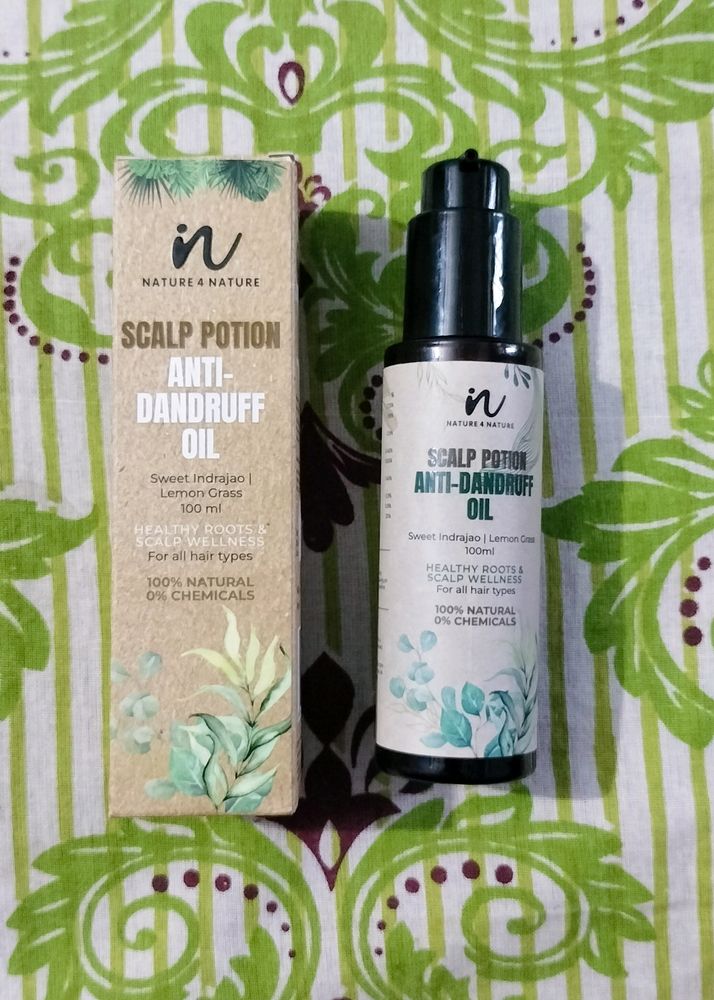 NATURE 4 NATURE
SCALP POTION
ANTI-
DANDRUFF
OIL
Sweet Indrajao |
Lemon Grass
100 ml
HEALTHY ROOTS &
SCALP WELLNESS
For all hair types
100% NATURAL
0% CHEMICALS
NATURE 4 NATURE
SCALP POTION
ANTI-DANDRUFF
OIL
Sweet Indrajao | Lemon Grass
100ml
HEALTHY ROOTS &
SCALP WELLNESS
For all hair types
100% NATURAL
0% CHEMICALS